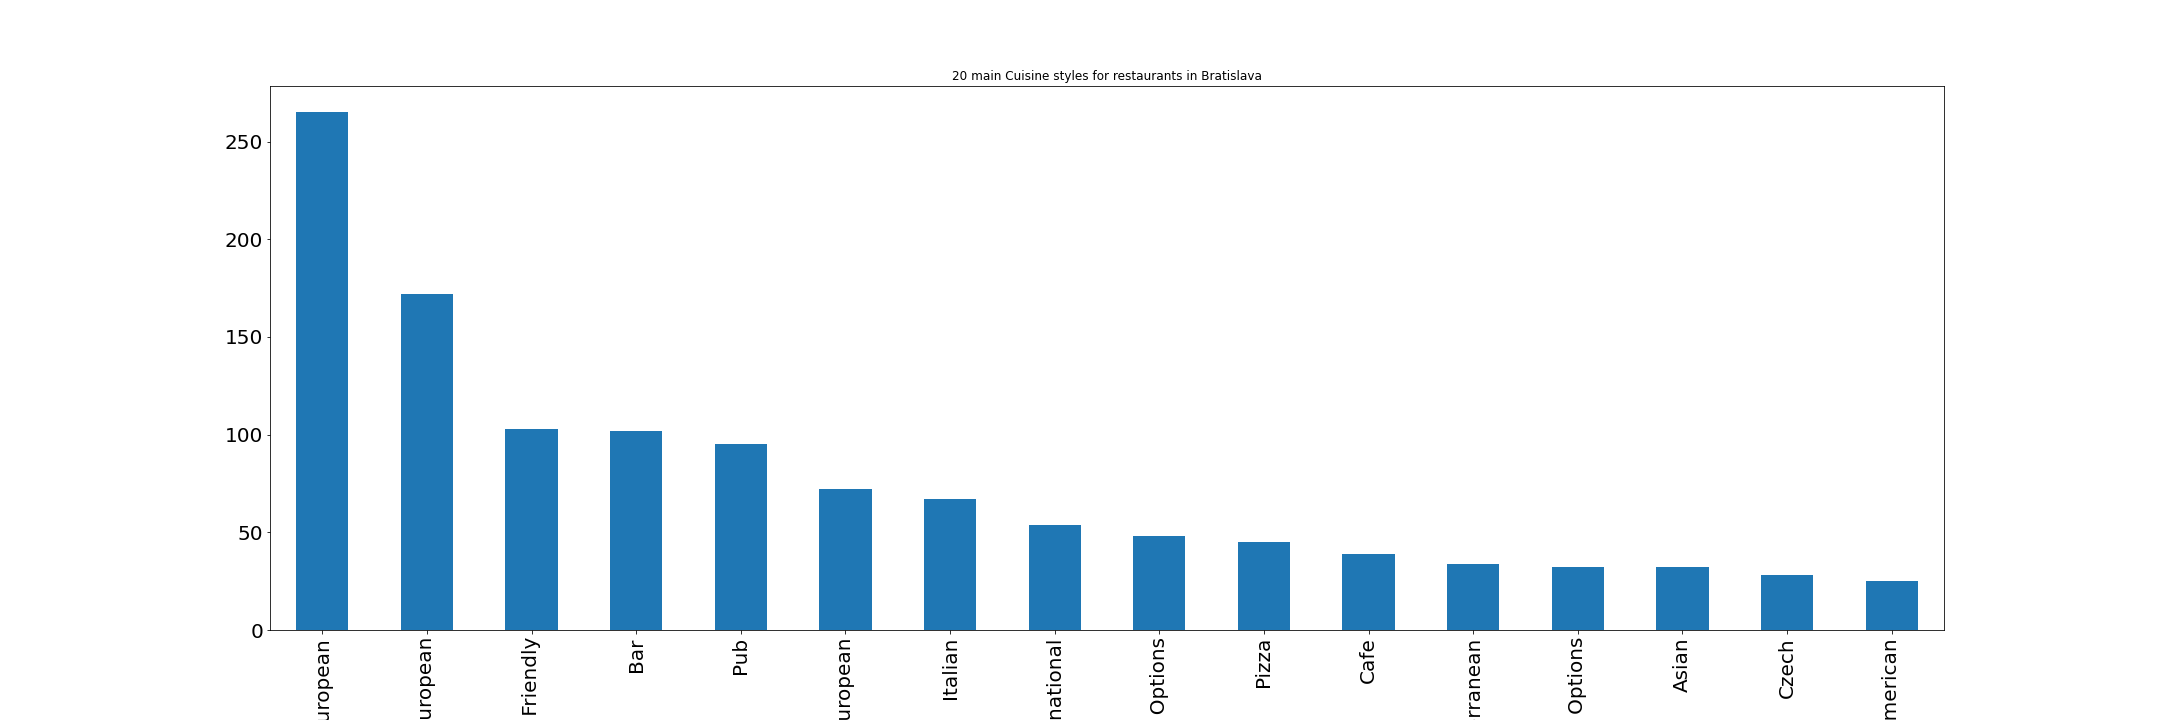 20 main Cuisine styles for restaurants in Bratislava
250
200
150
100
50
0
uropean
uropean
Friendly
Bar
Pub
uropean
Italian
national
Options
Pizza
Cafe
rranean
Options
Asian
Czech
merican